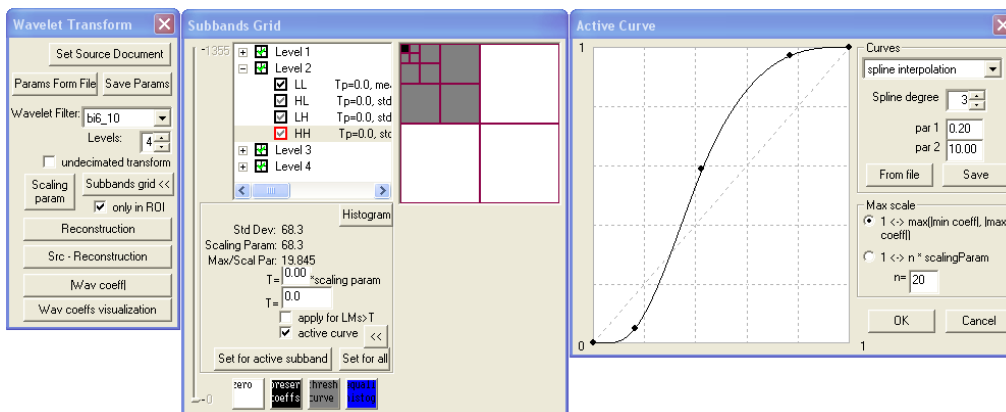 Wavelet Transform
Set Source Document
Params Form File
Save Params
Wavelet Filter:
bi6_10
Levels:
4
undecimated transform
Scaling param
Subbands grid <<
only in ROI
Reconstruction
Src - Reconstruction
|Wav coeff|
Wav coeffs visualization
Subbands Grid
-1355
Level 1
Level 2
LL Tp=0.0, me
HL Tp=0.0, std
LH Tp=0.0, std
HH Tp=0.0, std
Level 3
Level 4
Histogram
Std Dev: 68.3
Scaling Param: 68.3
Max/Scal Par: 19.845
T= 0.00 *scaling param
T= 0.0
apply for LMs>T
active curve
<<
Set for active subband
Set for all
-0
zero
preser coeffs
thresh curve
Active Curve
1
0
1
Curves
spline interpolation
Spline degree
3
par 1 0.20
par 2 10.00
From file
Save
Max scale
1 <-> max(|min coeff|, |max
coeff|)
1 <-> n * scalingParam
n= 20
OK
Cancel